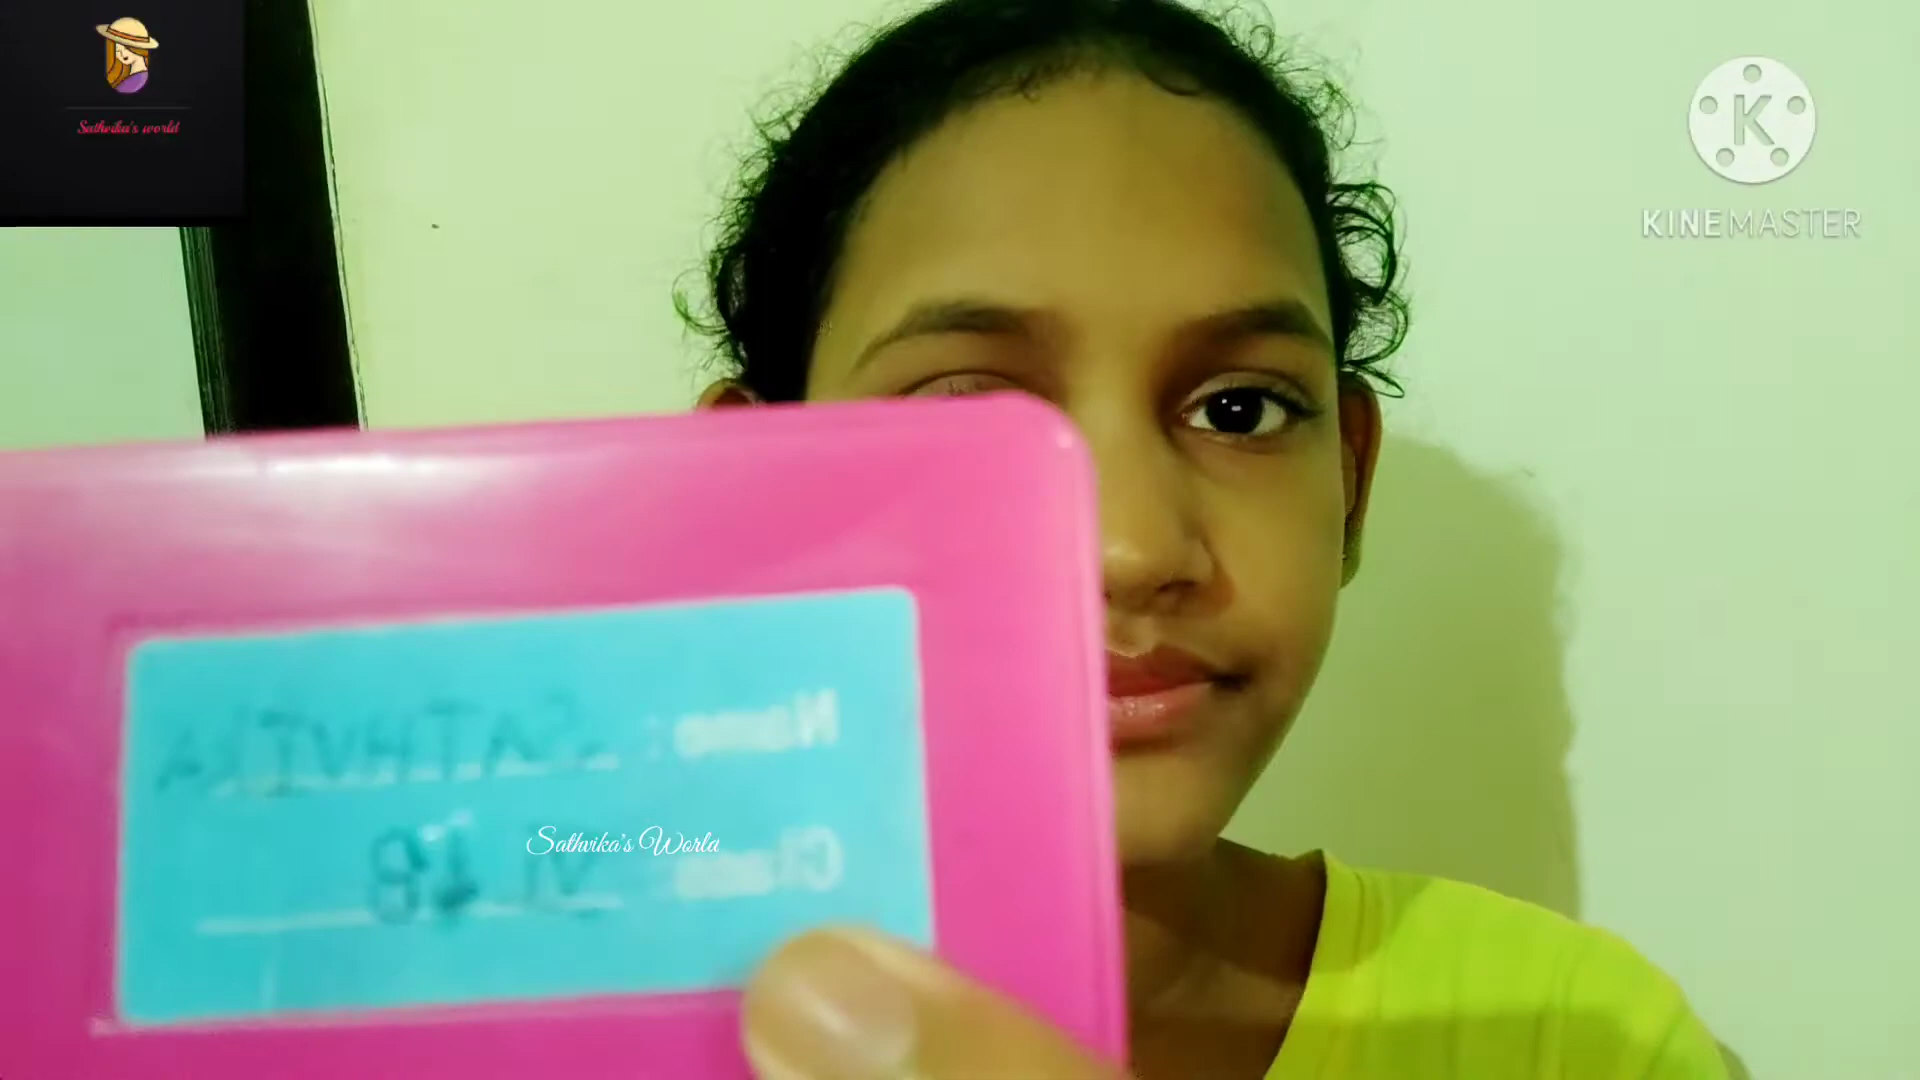 Sathvika's world
K
KINEMASTER
Name : SATHVIKA
Class : VI B
Sathvika's World